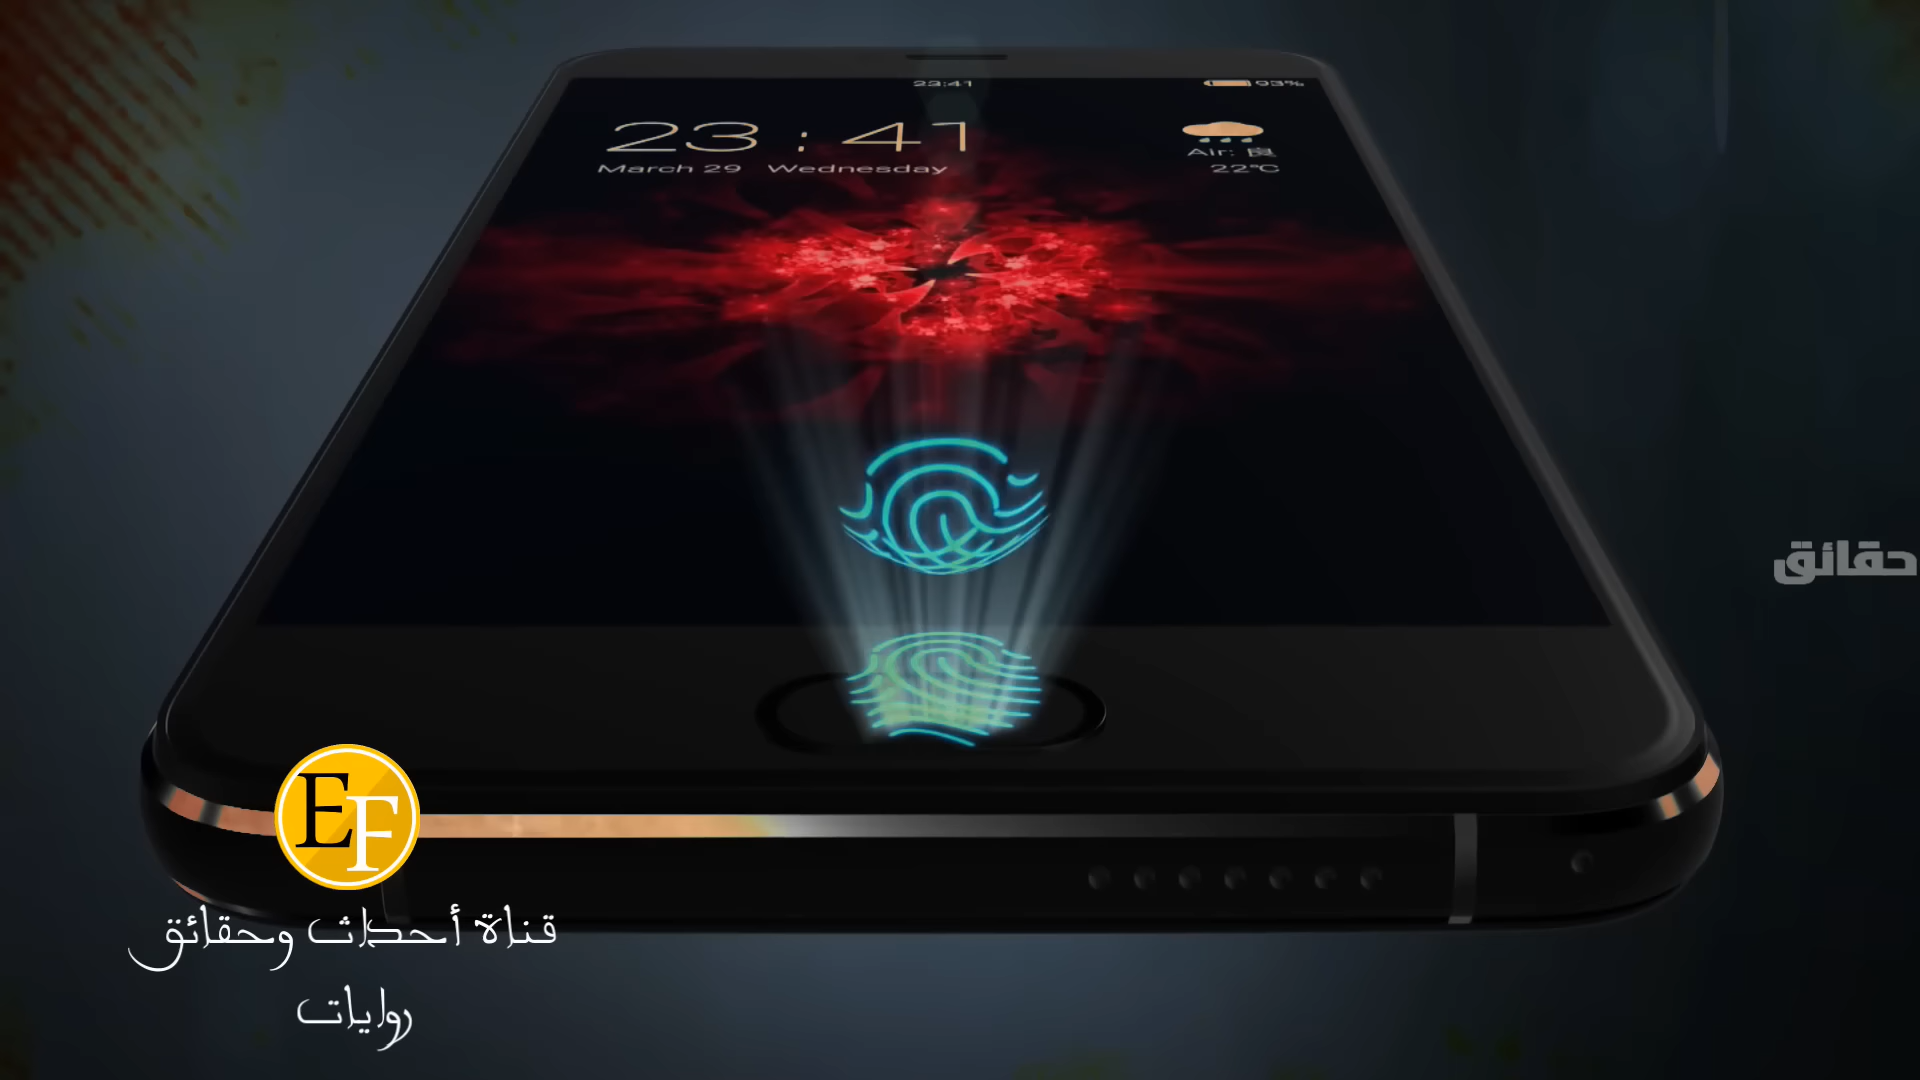 23:41
93%
23 : 41
March 29 Wednesday
Air: 良
22°C
حقائق
EF
قناة أحداث وحقائق
روايات